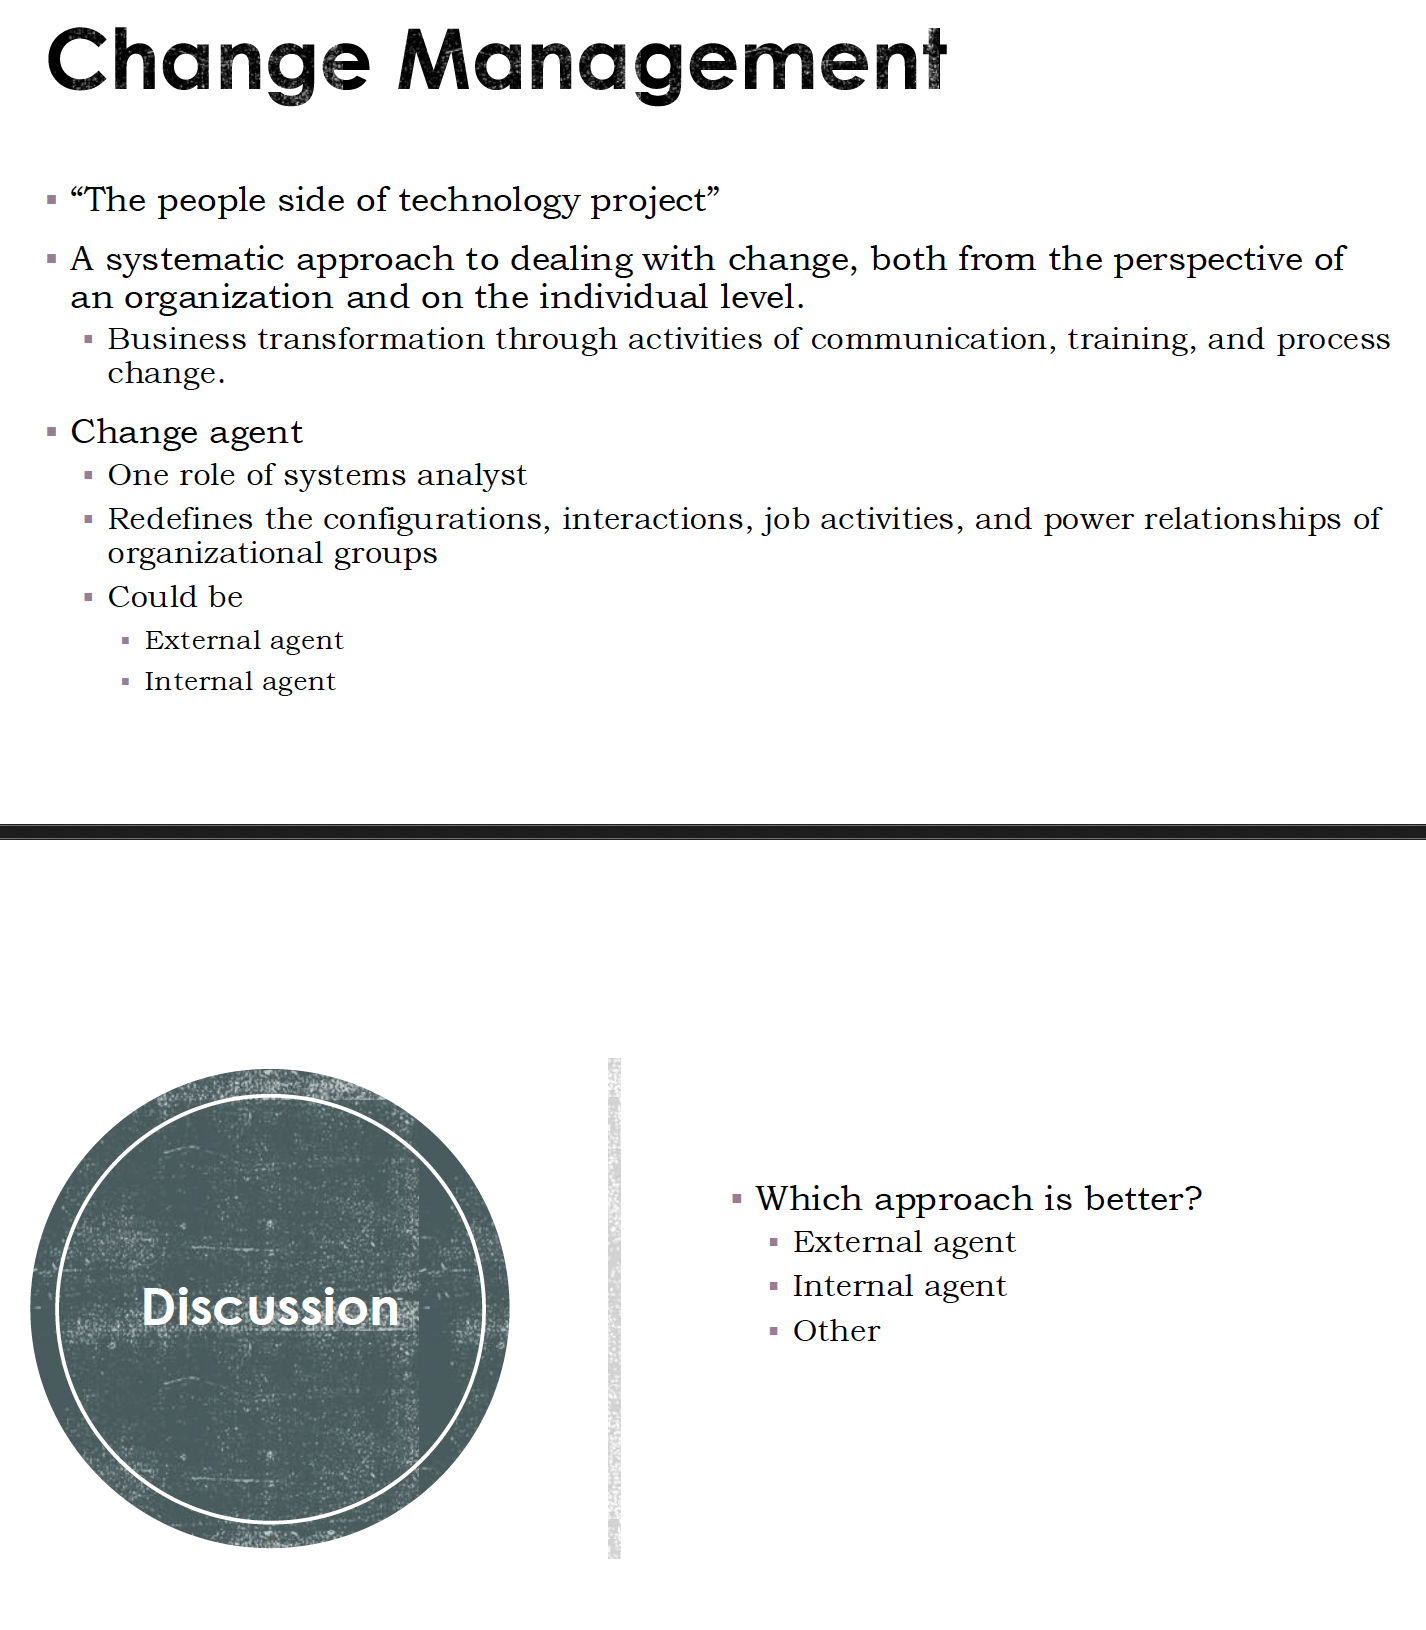 Change Management
▪ “The people side of technology project”
▪ A systematic approach to dealing with change, both from the perspective of
an organization and on the individual level.
▪ Business transformation through activities of communication, training, and process
change.
▪ Change agent
▪ One role of systems analyst
▪ Redefines the configurations, interactions, job activities, and power relationships of
organizational groups
▪ Could be
▪ External agent
▪ Internal agent
Discussion
▪ Which approach is better?
▪ External agent
▪ Internal agent
▪ Other